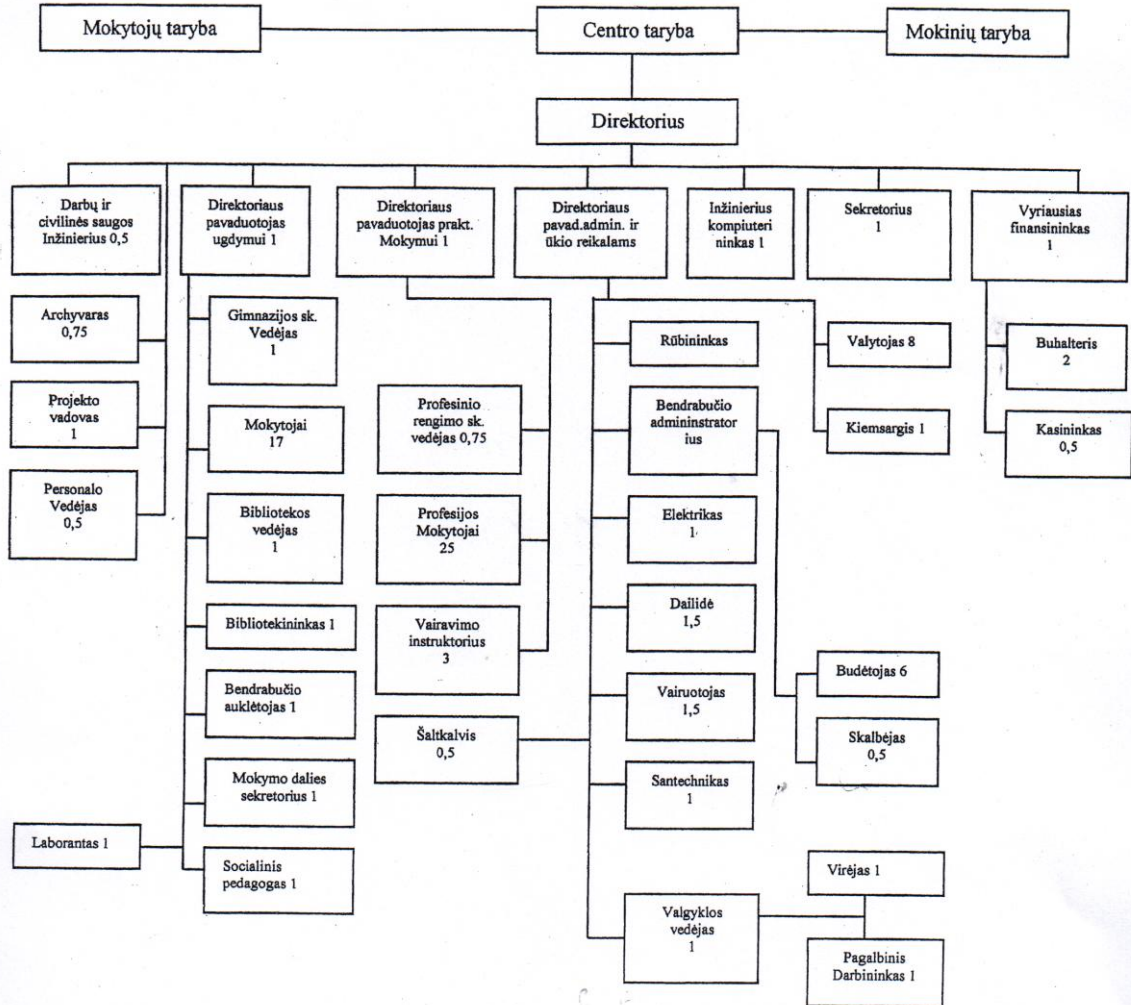 Mokytojų taryba
Centro taryba
Mokinių taryba
Direktorius
Darbų ir
civilinės saugos
Inžinierius 0,5
Direktoriaus
pavaduotojas
ugdymui 1
Direktoriaus
pavaduotojas prakt.
Mokymui 1
Direktoriaus
pavad.admin. ir
ūkio reikalams
Inžinierius
kompiuteri
ninkas 1
Sekretorius
1
Vyriausias
finansininkas
1
Archyvaras
0,75
Projekto
vadovas
1
Personalo
Vedėjas
0,5
Gimnazijos sk.
Vedėjas
1
Mokytojai
17
Bibliotekos
vedėjas
1
Bibliotekininkas 1
Bendrabučio
auklėtojas 1
Mokymo dalies
sekretorius 1
Laborantas 1
Socialinis
pedagogas 1
Profesinio
rengimo sk.
vedėjas 0,75
Profesijos
Mokytojai
25
Vairavimo
instruktorius
3
Šaltkalvis
0,5
Rūbininkas
Bendrabučio
admininstrator
ius
Elektrikas
1
Dailidė
1,5
Vairuotojas
1,5
Santechnikas
1
Valgyklos
vedėjas
1
Valytojas 8
Kiemsargis 1
Budėtojas 6
Skalbėjas
0,5
Virėjas 1
Pagalbinis
Darbininkas 1
Buhalteris
2
Kasininkas
0,5